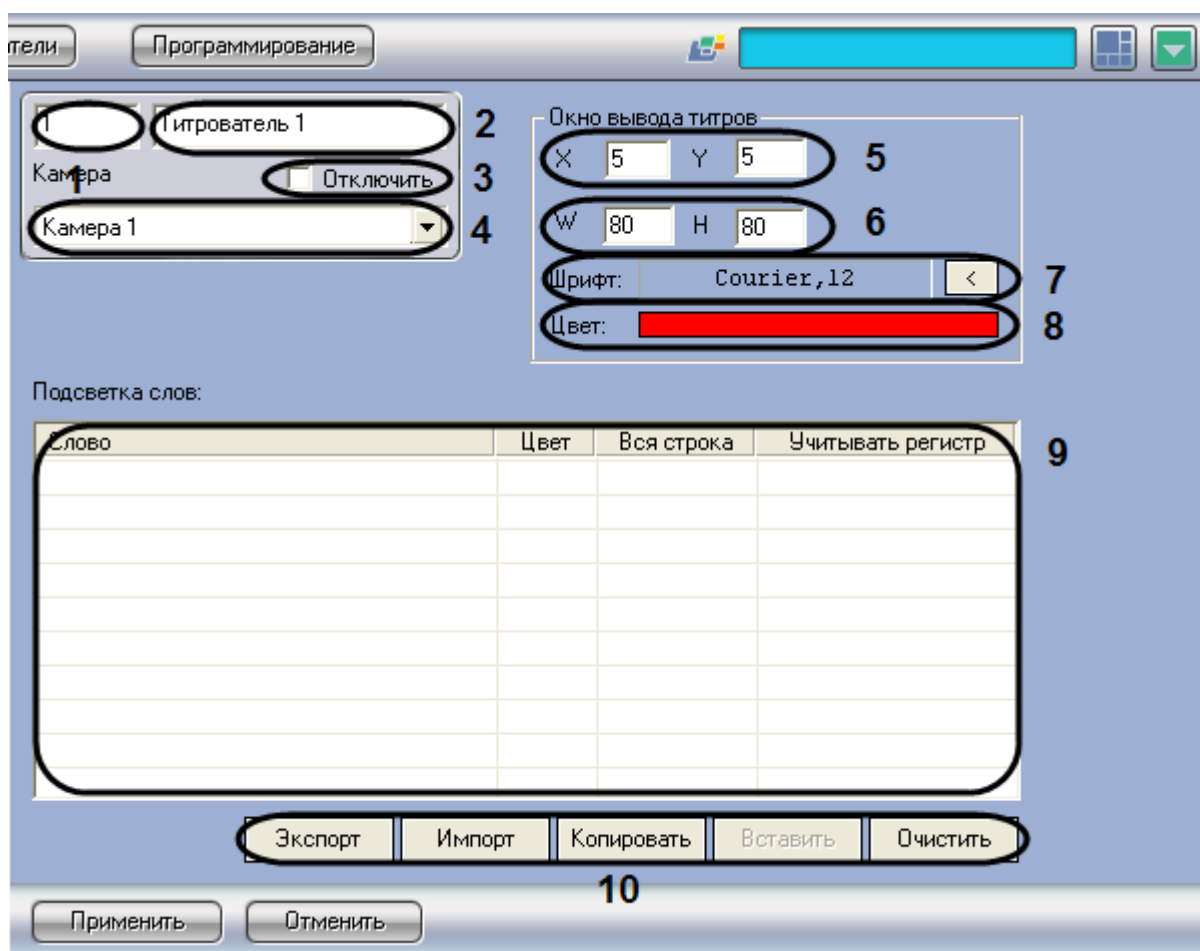 тели Программирование
1 Титрователь 1 2 Окно вывода титров
X 5 Y 5 5
Камера 1 Отключить 3
Камера 1 4 W 80 H 80 6
Шрифт: Courier,12 < 7
Цвет: 8
Подсветка слов:
Слово Цвет Вся строка Учитывать регистр 9
Экспорт Импорт Копировать Вставить Очистить
10
Применить Отменить